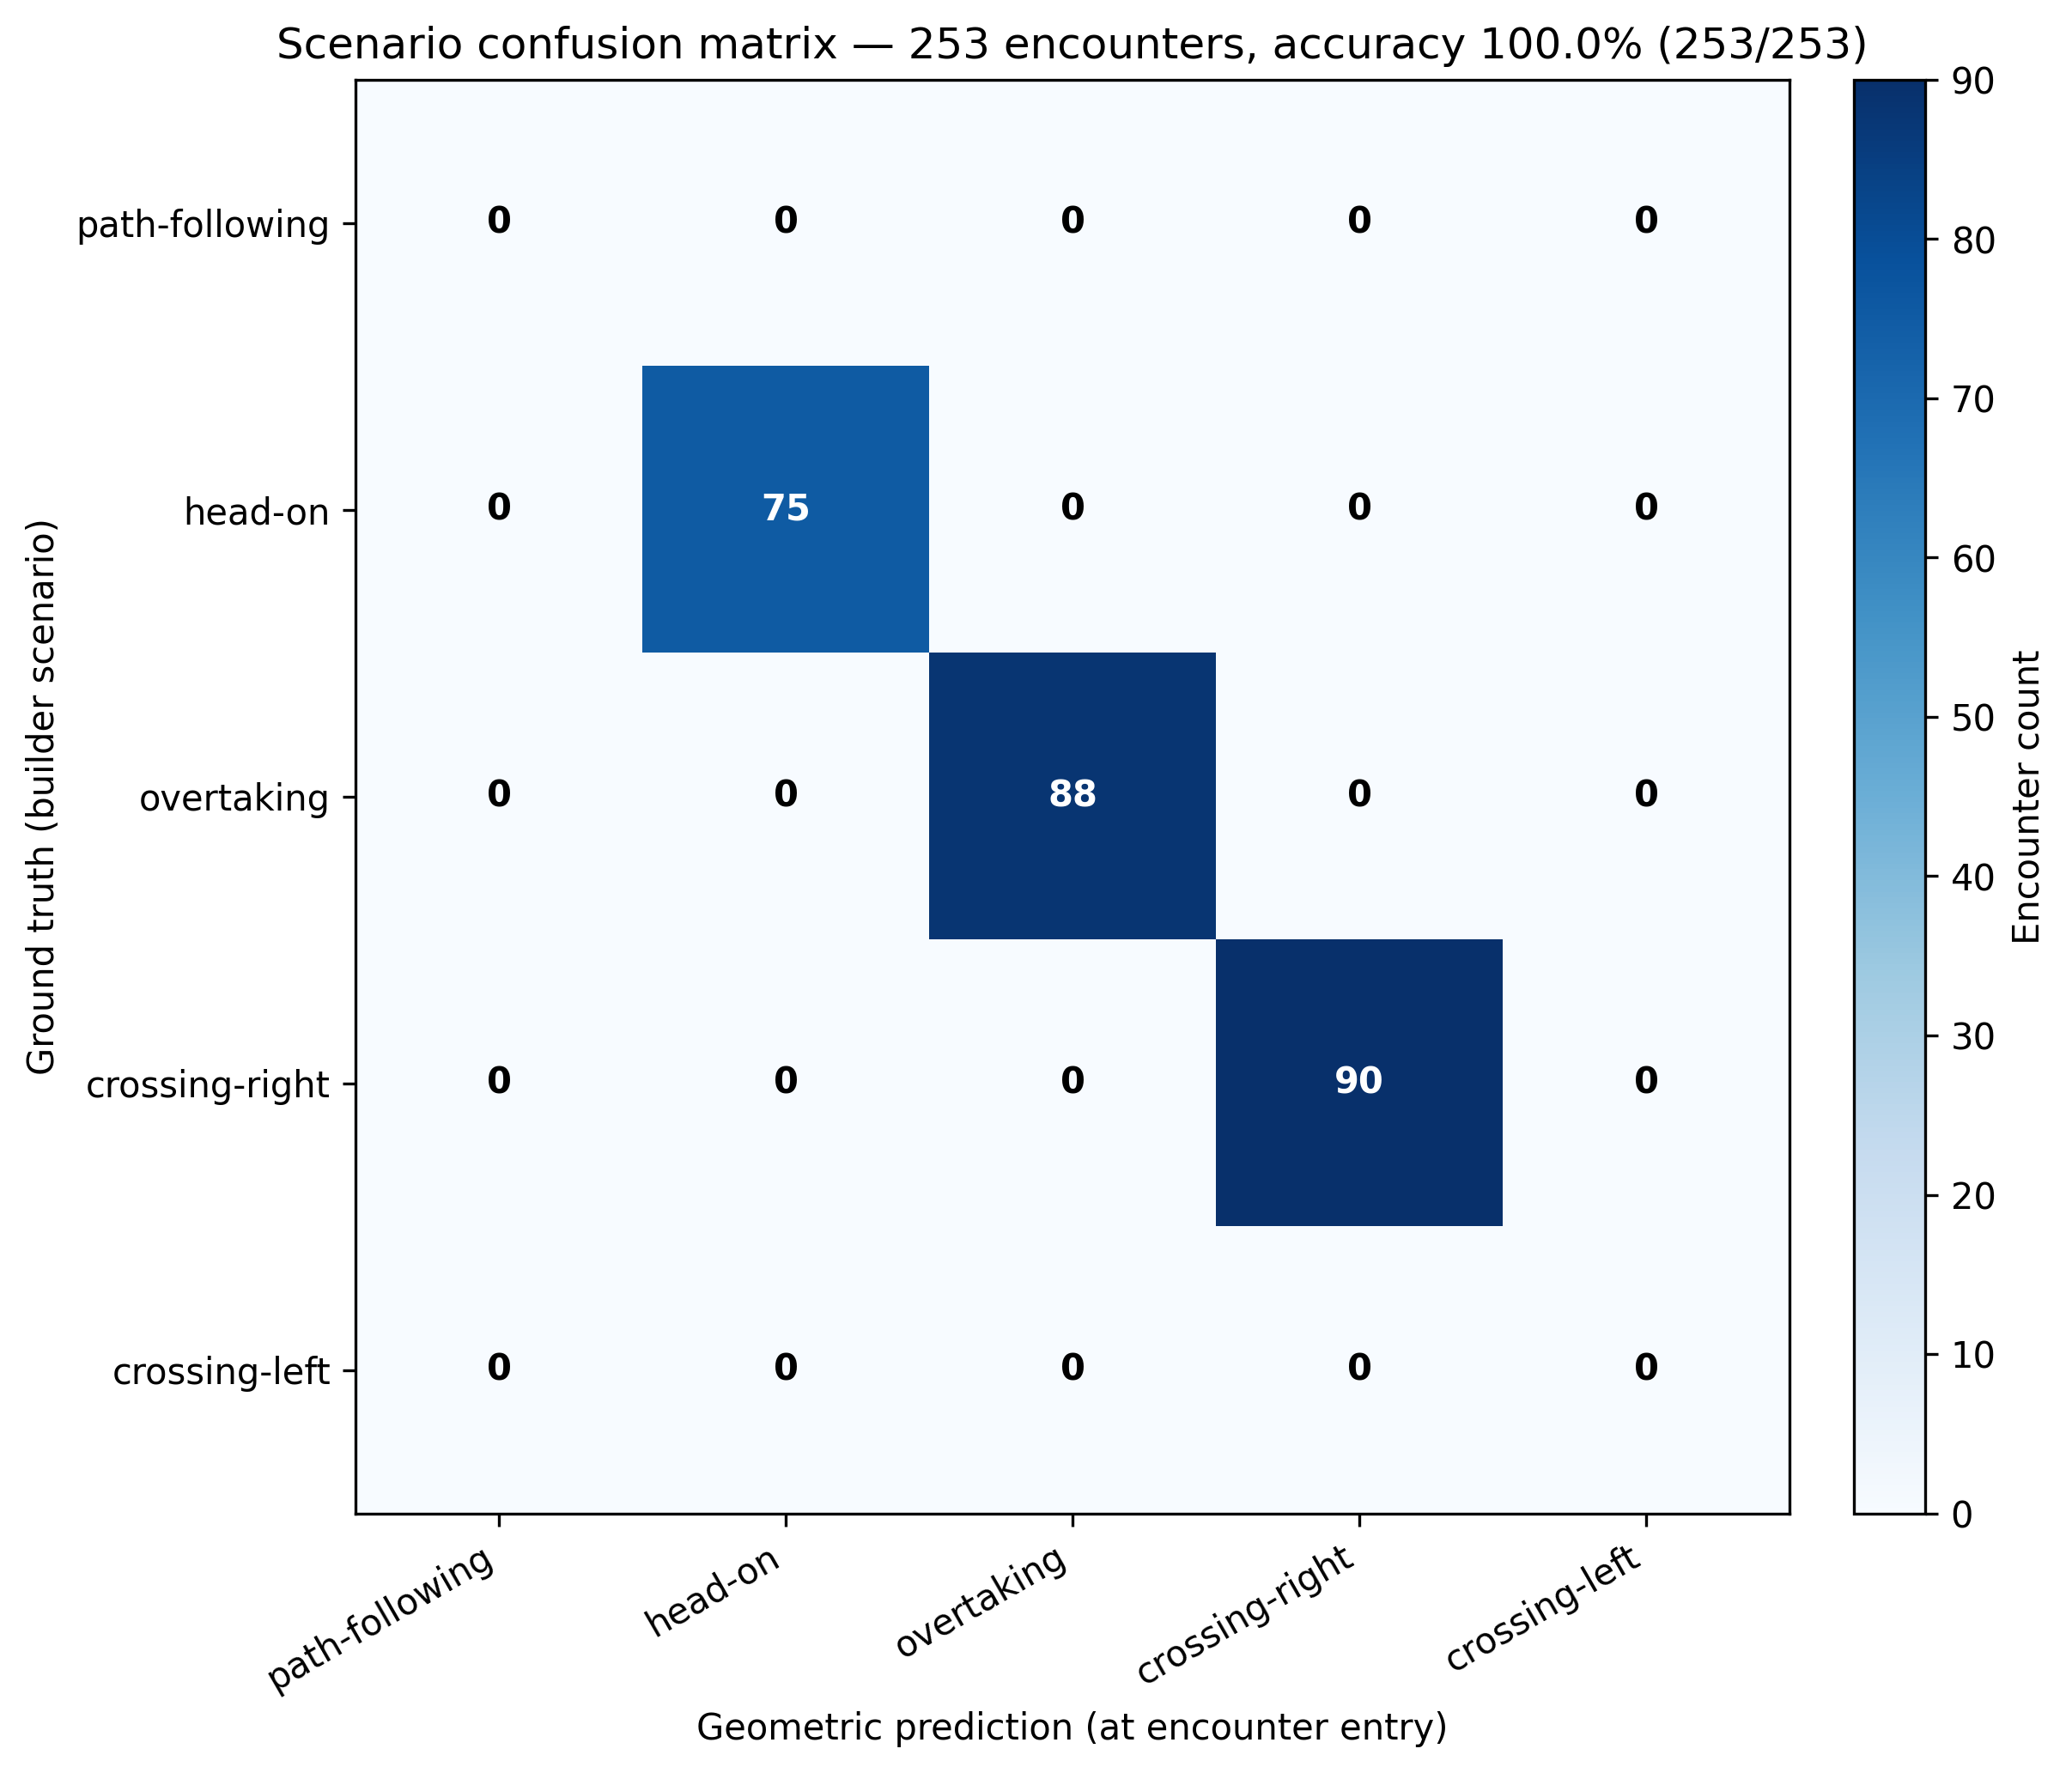 Scenario confusion matrix — 253 encounters, accuracy 100.0% (253/253)
Ground truth (builder scenario)
path-following
0 0 0 0 0
head-on
0 75 0 0 0
overtaking
0 0 88 0 0
crossing-right
0 0 0 90 0
crossing-left
0 0 0 0 0
path-following
head-on
overtaking
crossing-right
crossing-left
Geometric prediction (at encounter entry)
90
80
70
60
50
40
30
20
10
0
Encounter count